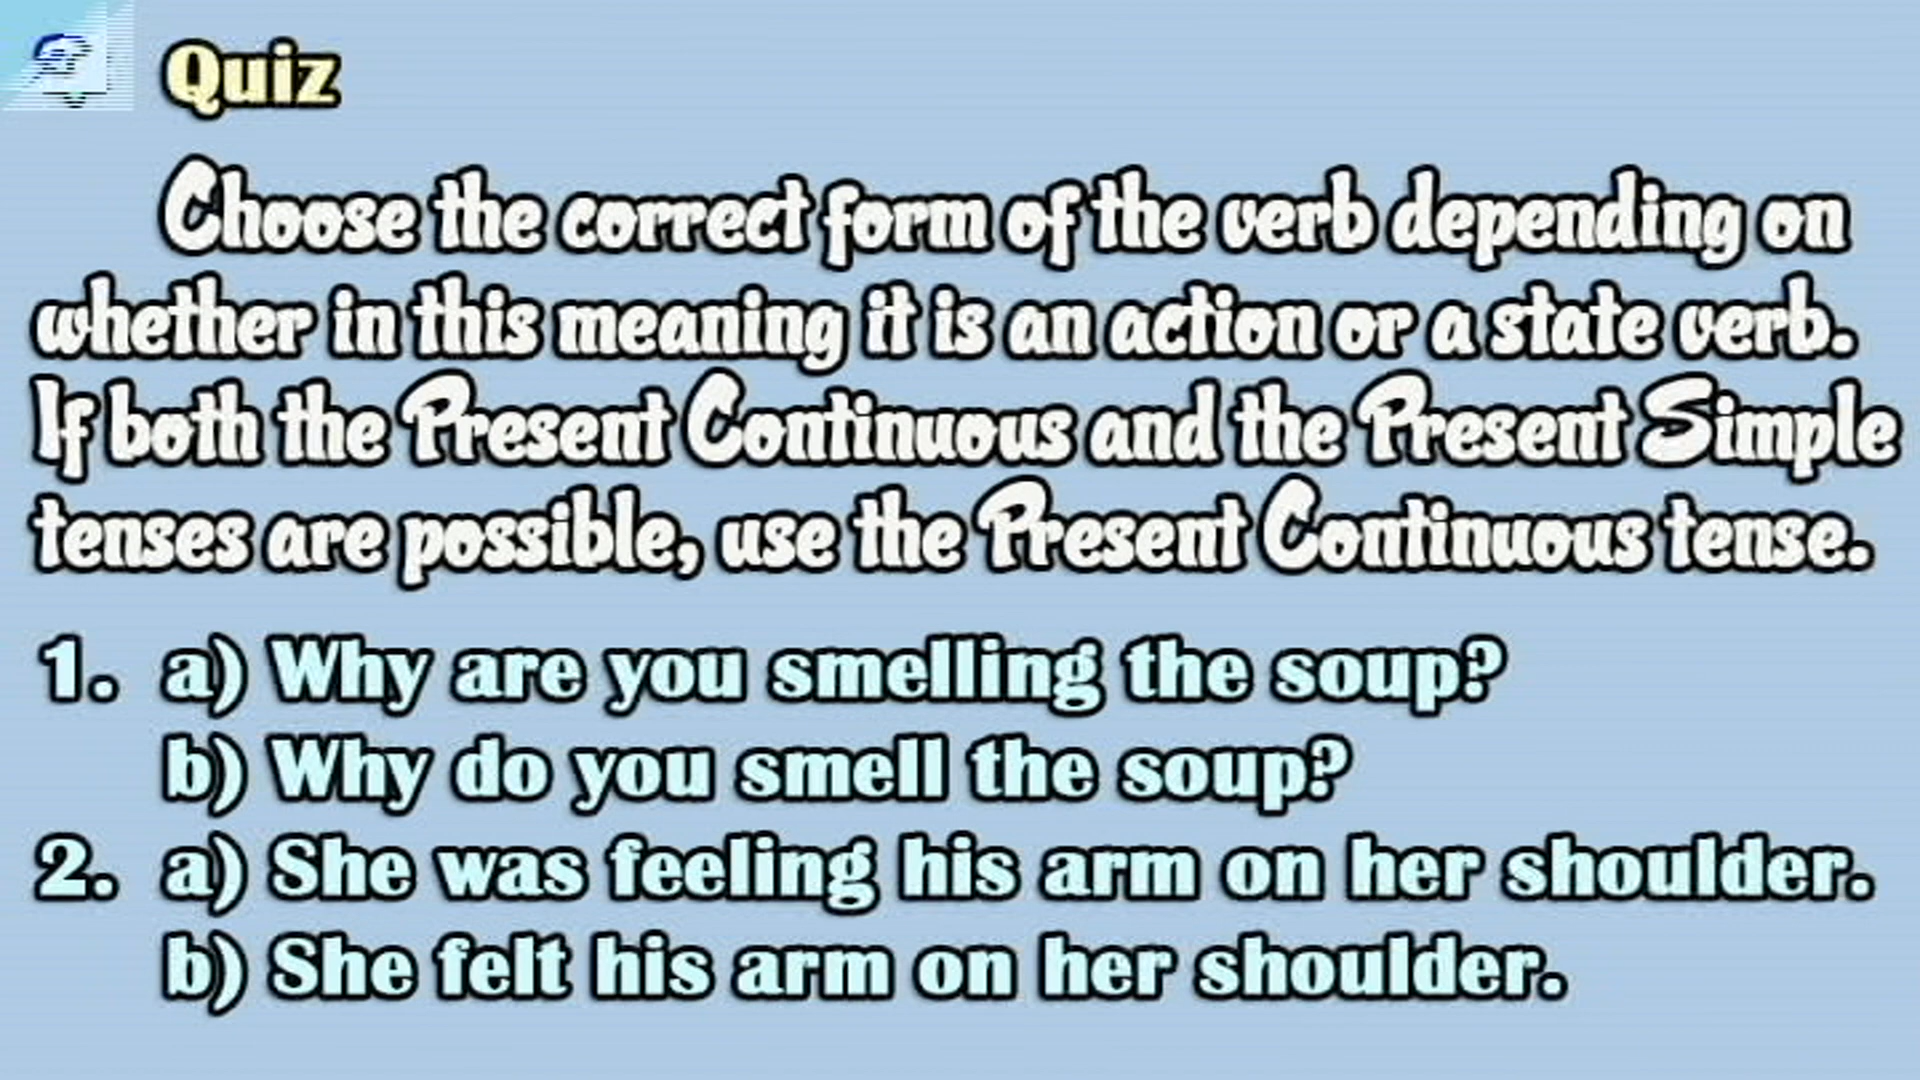 Quiz
Choose the correct form of the verb depending on
whether in this meaning it is an action or a state verb.
If both the Present Continuous and the Present Simple
tenses are possible, use the Present Continuous tense.
1. a) Why are you smelling the soup?
b) Why do you smell the soup?
2. a) She was feeling his arm on her shoulder.
b) She felt his arm on her shoulder.